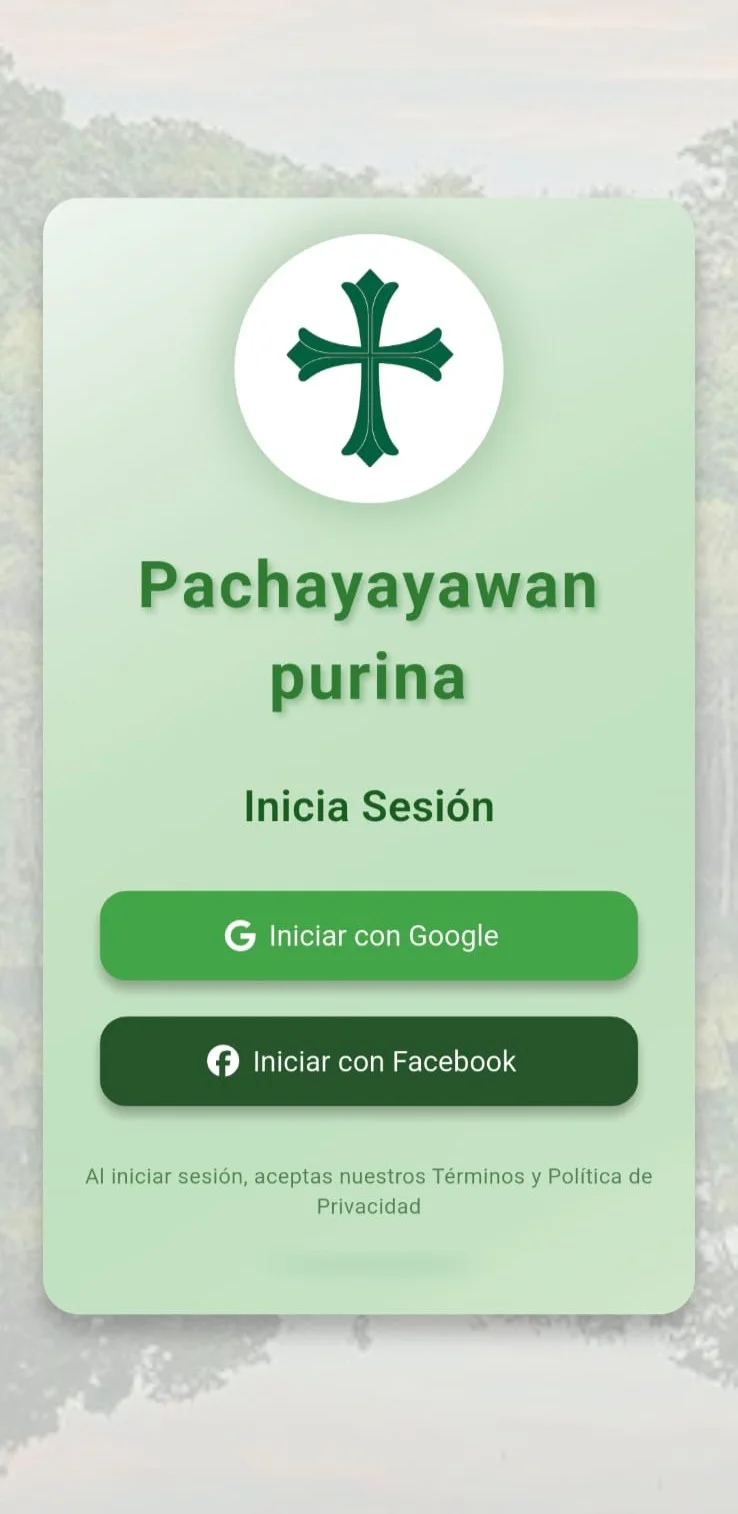 Pachayayawan
purina
Inicia Sesión
Iniciar con Google
Iniciar con Facebook
Al iniciar sesión, aceptas nuestros Términos y Política de
Privacidad